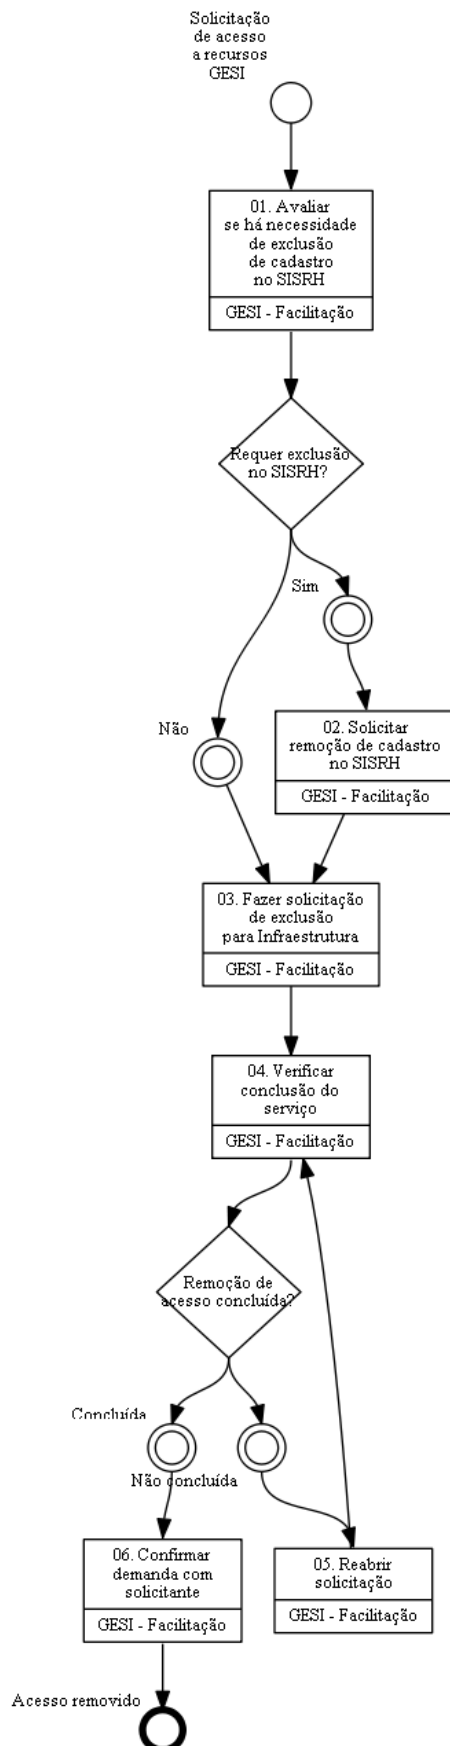 Solicitação
de acesso
a recursos
GESI
01. Avaliar
se há necessidade
de exclusão
de cadastro
no SISRH
GESI - Facilitação
Requer exclusão
no SISRH?
Sim
Não
02. Solicitar
remoção de cadastro
no SISRH
GESI - Facilitação
03. Fazer solicitação
de exclusão
para Infraestrutura
GESI - Facilitação
04. Verificar
conclusão do
serviço
GESI - Facilitação
Remoção de
acesso concluída?
Concluída
Não concluída
06. Confirmar
demanda com
solicitante
GESI - Facilitação
05. Reabrir
solicitação
GESI - Facilitação
Acesso removido